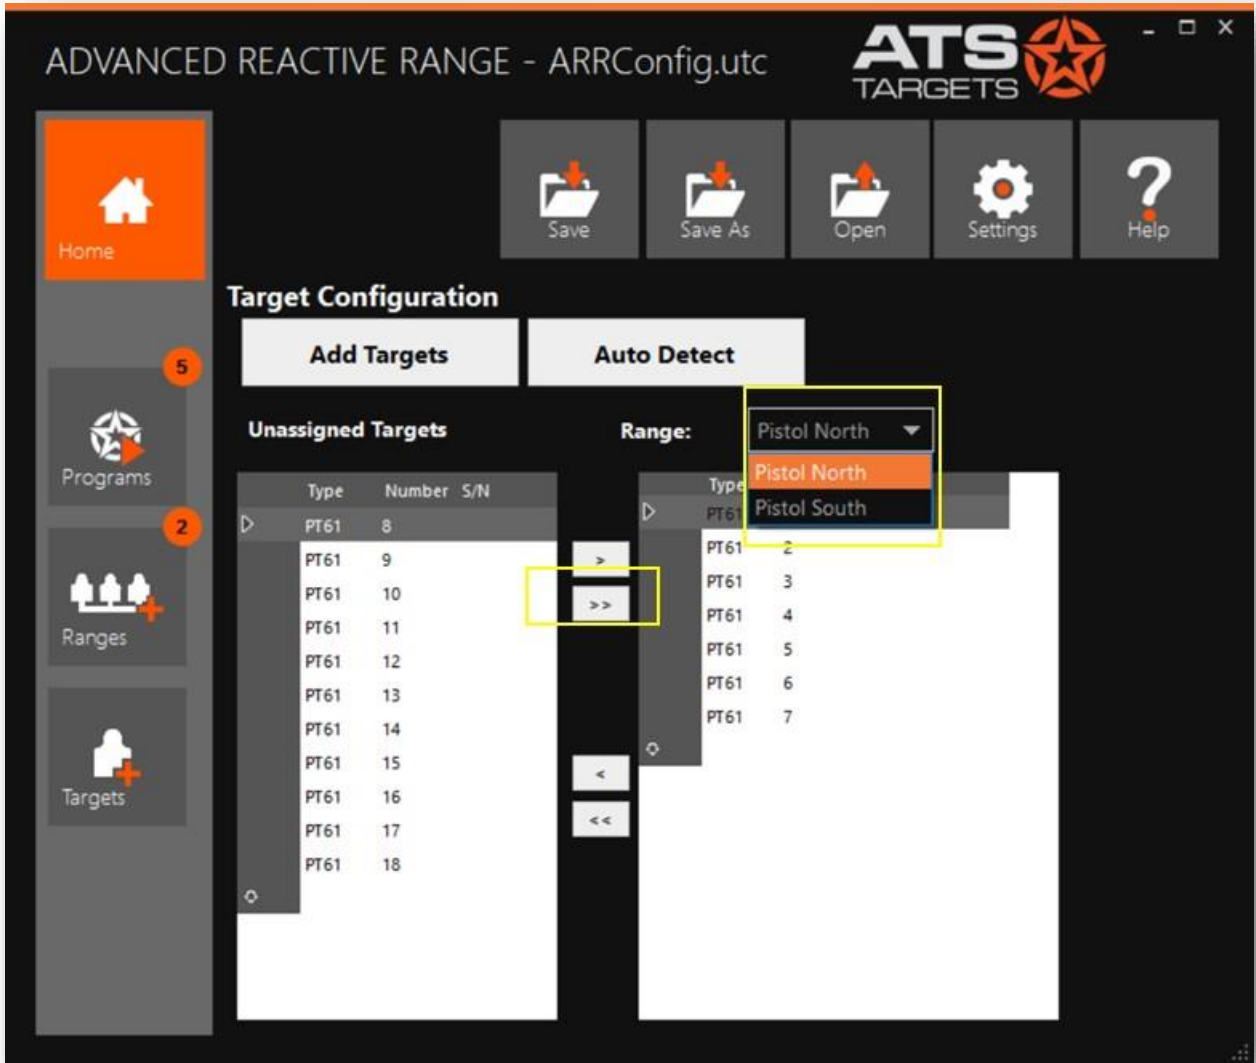 ADVANCED REACTIVE RANGE - ARRConfig.utc
ATS
TARGETS
Home
Save
Save As
Open
Settings
Help
Target Configuration
Add Targets
Auto Detect
5
Programs
Unassigned Targets
Range:
Pistol North
Pistol North
Pistol South
Type Number S/N
PT61 8
PT61 9
PT61 10
PT61 11
PT61 12
PT61 13
PT61 14
PT61 15
PT61 16
PT61 17
PT61 18
>
>>
<
<<
Type
PT61
PT61 2
PT61 3
PT61 4
PT61 5
PT61 6
PT61 7
2
Ranges
Targets